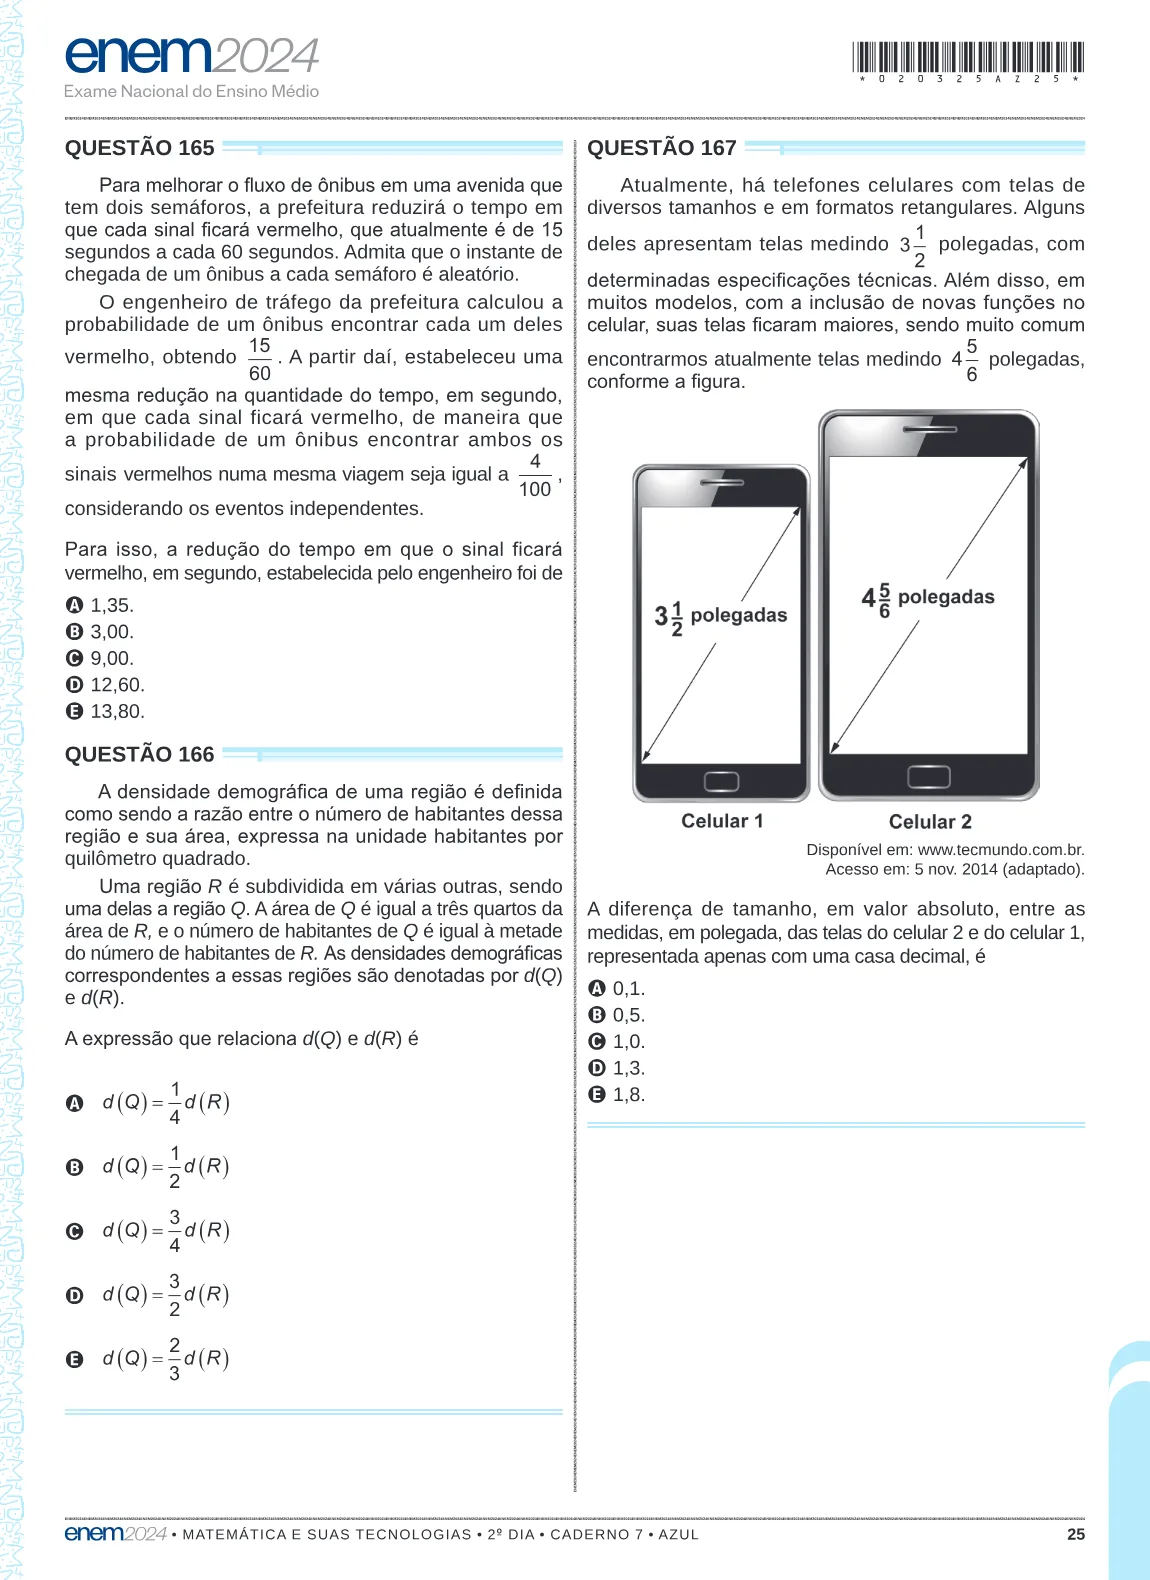 enem2024
Exame Nacional do Ensino Médio
*020325AZ25*
QUESTÃO 165
Para melhorar o fluxo de ônibus em uma avenida que
tem dois semáforos, a prefeitura reduzirá o tempo em
que cada sinal ficará vermelho, que atualmente é de 15
segundos a cada 60 segundos. Admita que o instante de
chegada de um ônibus a cada semáforo é aleatório.
O engenheiro de tráfego da prefeitura calculou a
probabilidade de um ônibus encontrar cada um deles
vermelho, obtendo 15/60. A partir daí, estabeleceu uma
mesma redução na quantidade do tempo, em segundo,
em que cada sinal ficará vermelho, de maneira que
a probabilidade de um ônibus encontrar ambos os
sinais vermelhos numa mesma viagem seja igual a 4/100,
considerando os eventos independentes.
Para isso, a redução do tempo em que o sinal ficará
vermelho, em segundo, estabelecida pelo engenheiro foi de
A 1,35.
B 3,00.
C 9,00.
D 12,60.
E 13,80.
QUESTÃO 166
A densidade demográfica de uma região é definida
como sendo a razão entre o número de habitantes dessa
região e sua área, expressa na unidade habitantes por
quilômetro quadrado.
Uma região R é subdividida em várias outras, sendo
uma delas a região Q. A área de Q é igual a três quartos da
área de R, e o número de habitantes de Q é igual à metade
do número de habitantes de R. As densidades demográficas
correspondentes a essas regiões são denotadas por d(Q)
e d(R).
A expressão que relaciona d(Q) e d(R) é
A d(Q) = 1/4 d(R)
B d(Q) = 1/2 d(R)
C d(Q) = 3/4 d(R)
D d(Q) = 3/2 d(R)
E d(Q) = 2/3 d(R)
QUESTÃO 167
Atualmente, há telefones celulares com telas de
diversos tamanhos e em formatos retangulares. Alguns
deles apresentam telas medindo 3 1/2 polegadas, com
determinadas especificações técnicas. Além disso, em
muitos modelos, com a inclusão de novas funções no
celular, suas telas ficaram maiores, sendo muito comum
encontrarmos atualmente telas medindo 4 5/6 polegadas,
conforme a figura.
3 1/2 polegadas
4 5/6 polegadas
Celular 1
Celular 2
Disponível em: www.tecmundo.com.br.
Acesso em: 5 nov. 2014 (adaptado).
A diferença de tamanho, em valor absoluto, entre as
medidas, em polegada, das telas do celular 2 e do celular 1,
representada apenas com uma casa decimal, é
A 0,1.
B 0,5.
C 1,0.
D 1,3.
E 1,8.
enem2024 • MATEMÁTICA E SUAS TECNOLOGIAS • 2º DIA • CADERNO 7 • AZUL
25